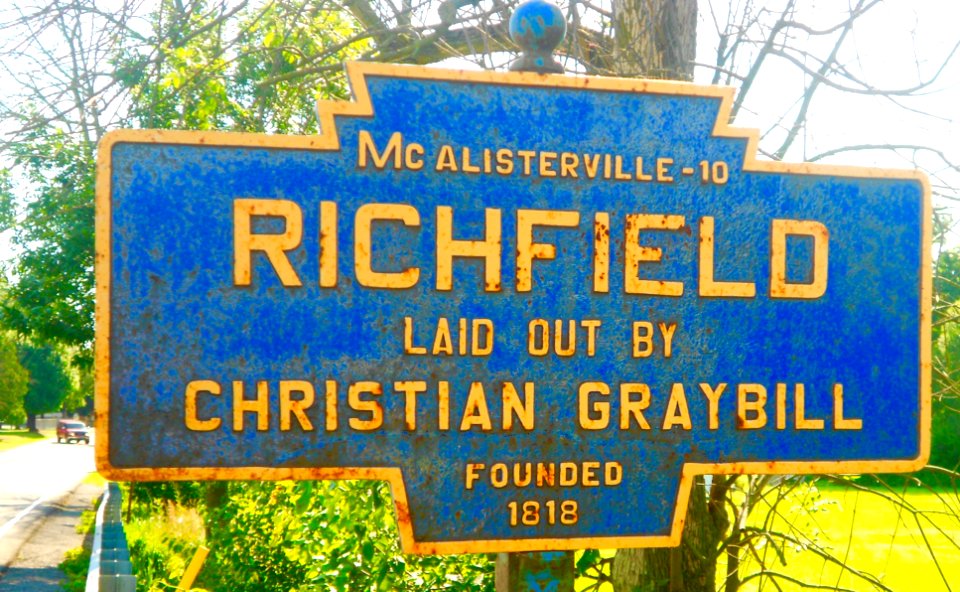 McALISTERVILLE-10
RICHFIELD
LAID OUT BY
CHRISTIAN GRAYBILL
FOUNDED
1818